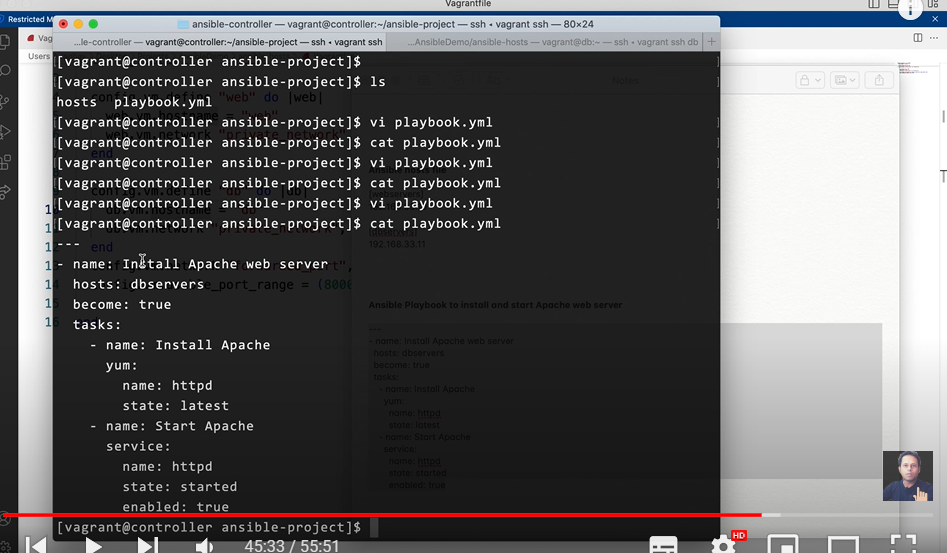 Vagrantfile
Restricted M
ansible-controller — vagrant@controller:~/ansible-project — ssh ‹ vagrant ssh — 80×24
...le-controller — vagrant@controller:~/ansible-project — ssh ‹ vagrant ssh
...AnsibleDemo/ansible-hosts — vagrant@db:~ — ssh ‹ vagrant ssh db
Vag
Users
[vagrant@controller ansible-project]$
[vagrant@controller ansible-project]$ ls
hosts playbook.yml
[vagrant@controller ansible-project]$ vi playbook.yml
[vagrant@controller ansible-project]$ cat playbook.yml
[vagrant@controller ansible-project]$ vi playbook.yml
[vagrant@controller ansible-project]$ cat playbook.yml
[vagrant@controller ansible-project]$ vi playbook.yml
[vagrant@controller ansible-project]$ cat playbook.yml
---
- name: Install Apache web server
hosts: dbservers
become: true
tasks:
- name: Install Apache
yum:
name: httpd
state: latest
- name: Start Apache
service:
name: httpd
state: started
enabled: true
[vagrant@controller ansible-project]$
Ansible hosts file
192.168.33.11
Ansible Playbook to install and start Apache web server
---
- name: Install Apache web server
hosts: dbservers
become: true
tasks:
- name: Install Apache
yum
name: httpd
state: latest
- name: Start Apache
service:
name: httpd
state: started
enabled: true
45:33 / 55:51
HD